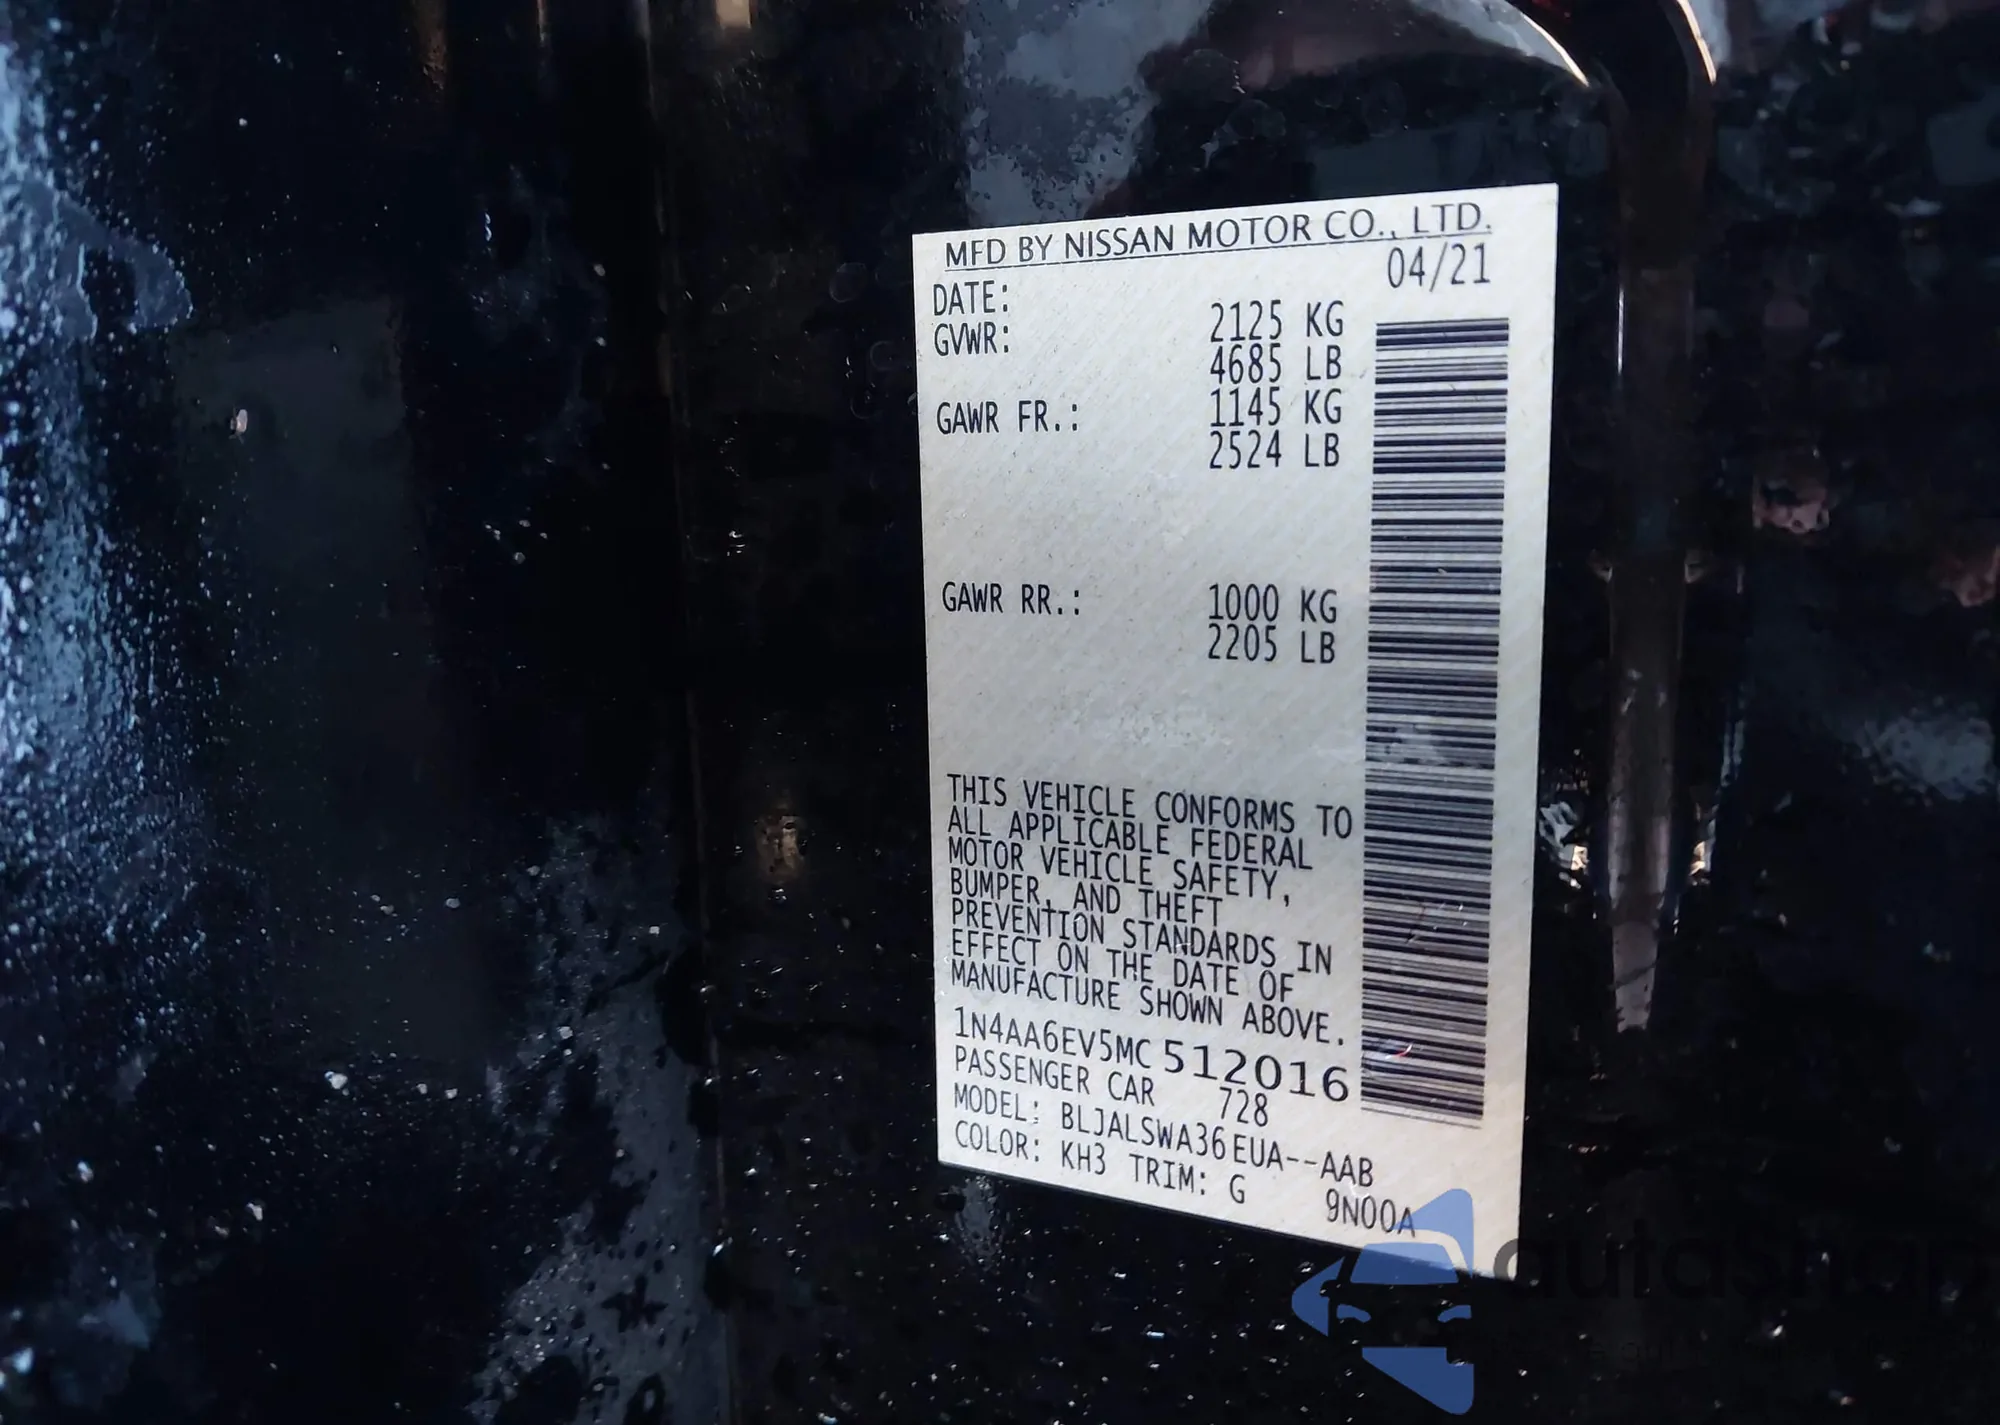 MFD BY NISSAN MOTOR CO., LTD.
DATE: 04/21
GVWR: 2125 KG
4685 LB
GAWR FR.: 1145 KG
2524 LB
GAWR RR.: 1000 KG
2205 LB
THIS VEHICLE CONFORMS TO
ALL APPLICABLE FEDERAL
MOTOR VEHICLE SAFETY,
BUMPER, AND THEFT
PREVENTION STANDARDS IN
EFFECT ON THE DATE OF
MANUFACTURE SHOWN ABOVE.
1N4AA6EV5MC512016
PASSENGER CAR 728
MODEL: BLJALSWA36EUA--AAB
COLOR: KH3 TRIM: G 9N00A
autasnap